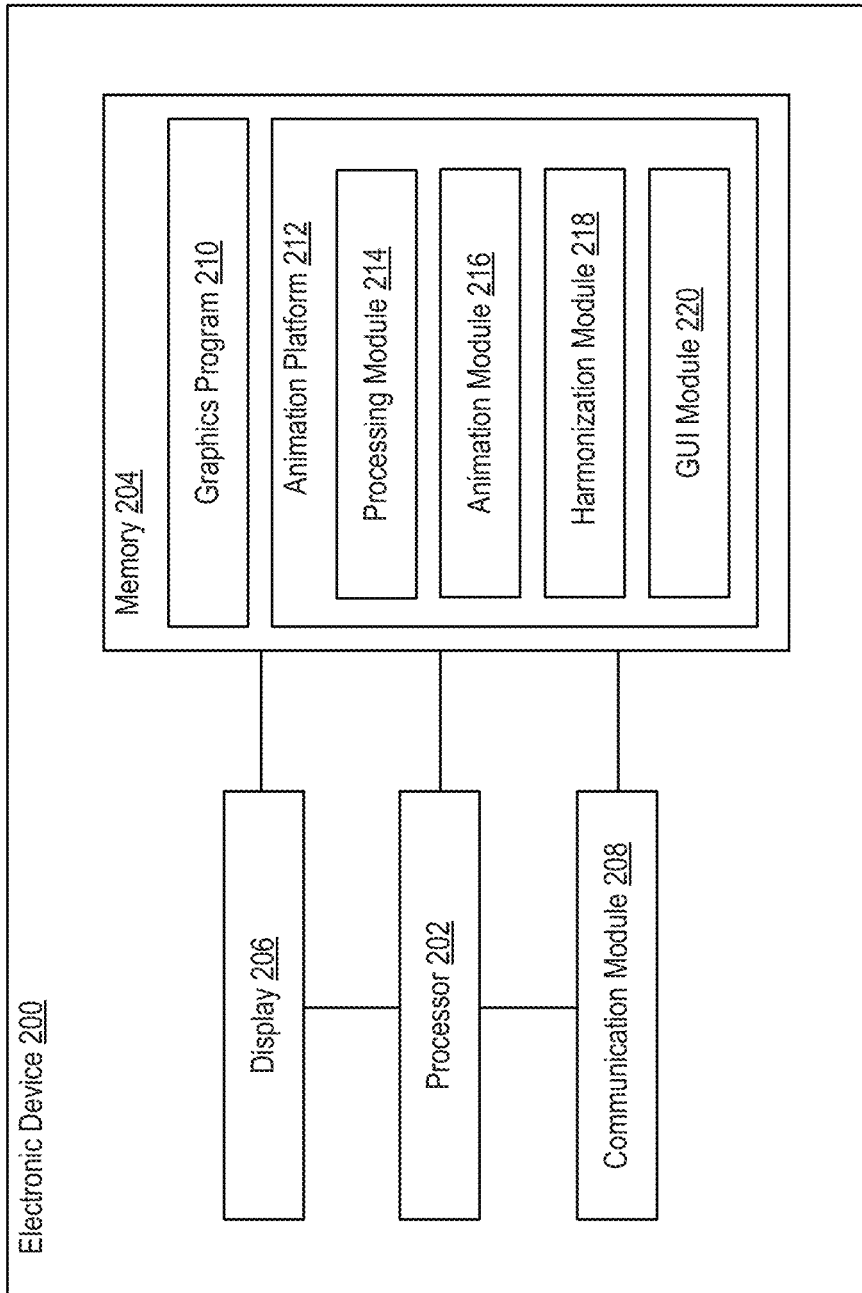 Electronic Device 200
Display 206
Processor 202
Communication Module 208
Memory 204
Graphics Program 210
Animation Platform 212
Processing Module 214
Animation Module 216
Harmonization Module 218
GUI Module 220